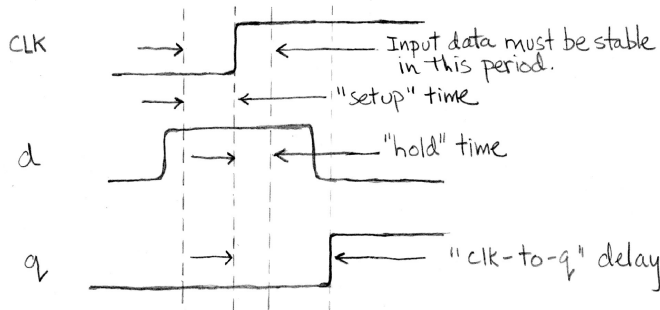 CLK
Input data must be stable
in this period.
"setup" time
d
"hold" time
q
"clk-to-q" delay